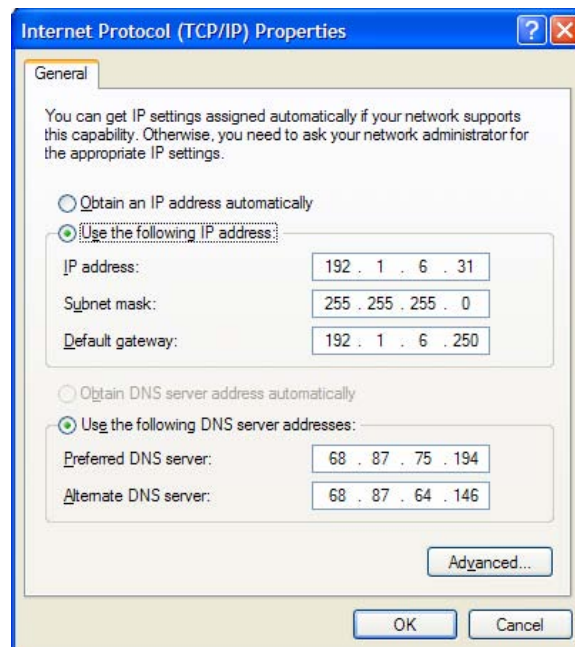 Internet Protocol (TCP/IP) Properties
General
You can get IP settings assigned automatically if your network supports
this capability. Otherwise, you need to ask your network administrator for
the appropriate IP settings.
Obtain an IP address automatically
Use the following IP address:
IP address: 192 . 1 . 6 . 31
Subnet mask: 255 . 255 . 255 . 0
Default gateway: 192 . 1 . 6 . 250
Obtain DNS server address automatically
Use the following DNS server addresses:
Preferred DNS server: 68 . 87 . 75 . 194
Alternate DNS server: 68 . 87 . 64 . 146
Advanced...
OK Cancel